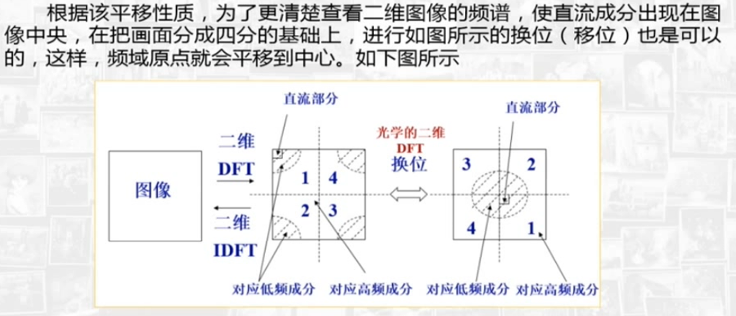 根据该平移性质，为了更清楚查看二维图像的频谱，使直流成分出现在图
像中央，在把画面分成四分的基础上，进行如图所示的换位（移位）也是可以
的，这样，频域原点就会平移到中心。如下图所示
直流部分
直流部分
二维
DFT
光学的二维
DFT
换位
图像
1 4
2 3
3 2
4 1
二维
IDFT
对应低频成分 对应高频成分 对应低频成分 对应高频成分